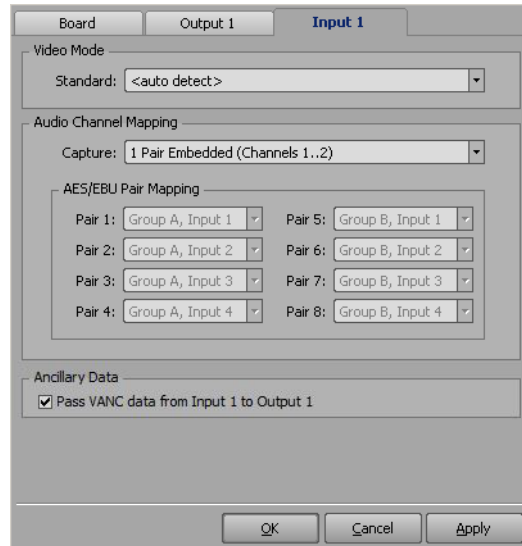 Board Output 1 Input 1
Video Mode
Standard: <auto detect>
Audio Channel Mapping
Capture: 1 Pair Embedded (Channels 1..2)
AES/EBU Pair Mapping
Pair 1: Group A, Input 1 Pair 5: Group B, Input 1
Pair 2: Group A, Input 2 Pair 6: Group B, Input 2
Pair 3: Group A, Input 3 Pair 7: Group B, Input 3
Pair 4: Group A, Input 4 Pair 8: Group B, Input 4
Ancillary Data
Pass VANC data from Input 1 to Output 1
OK Cancel Apply